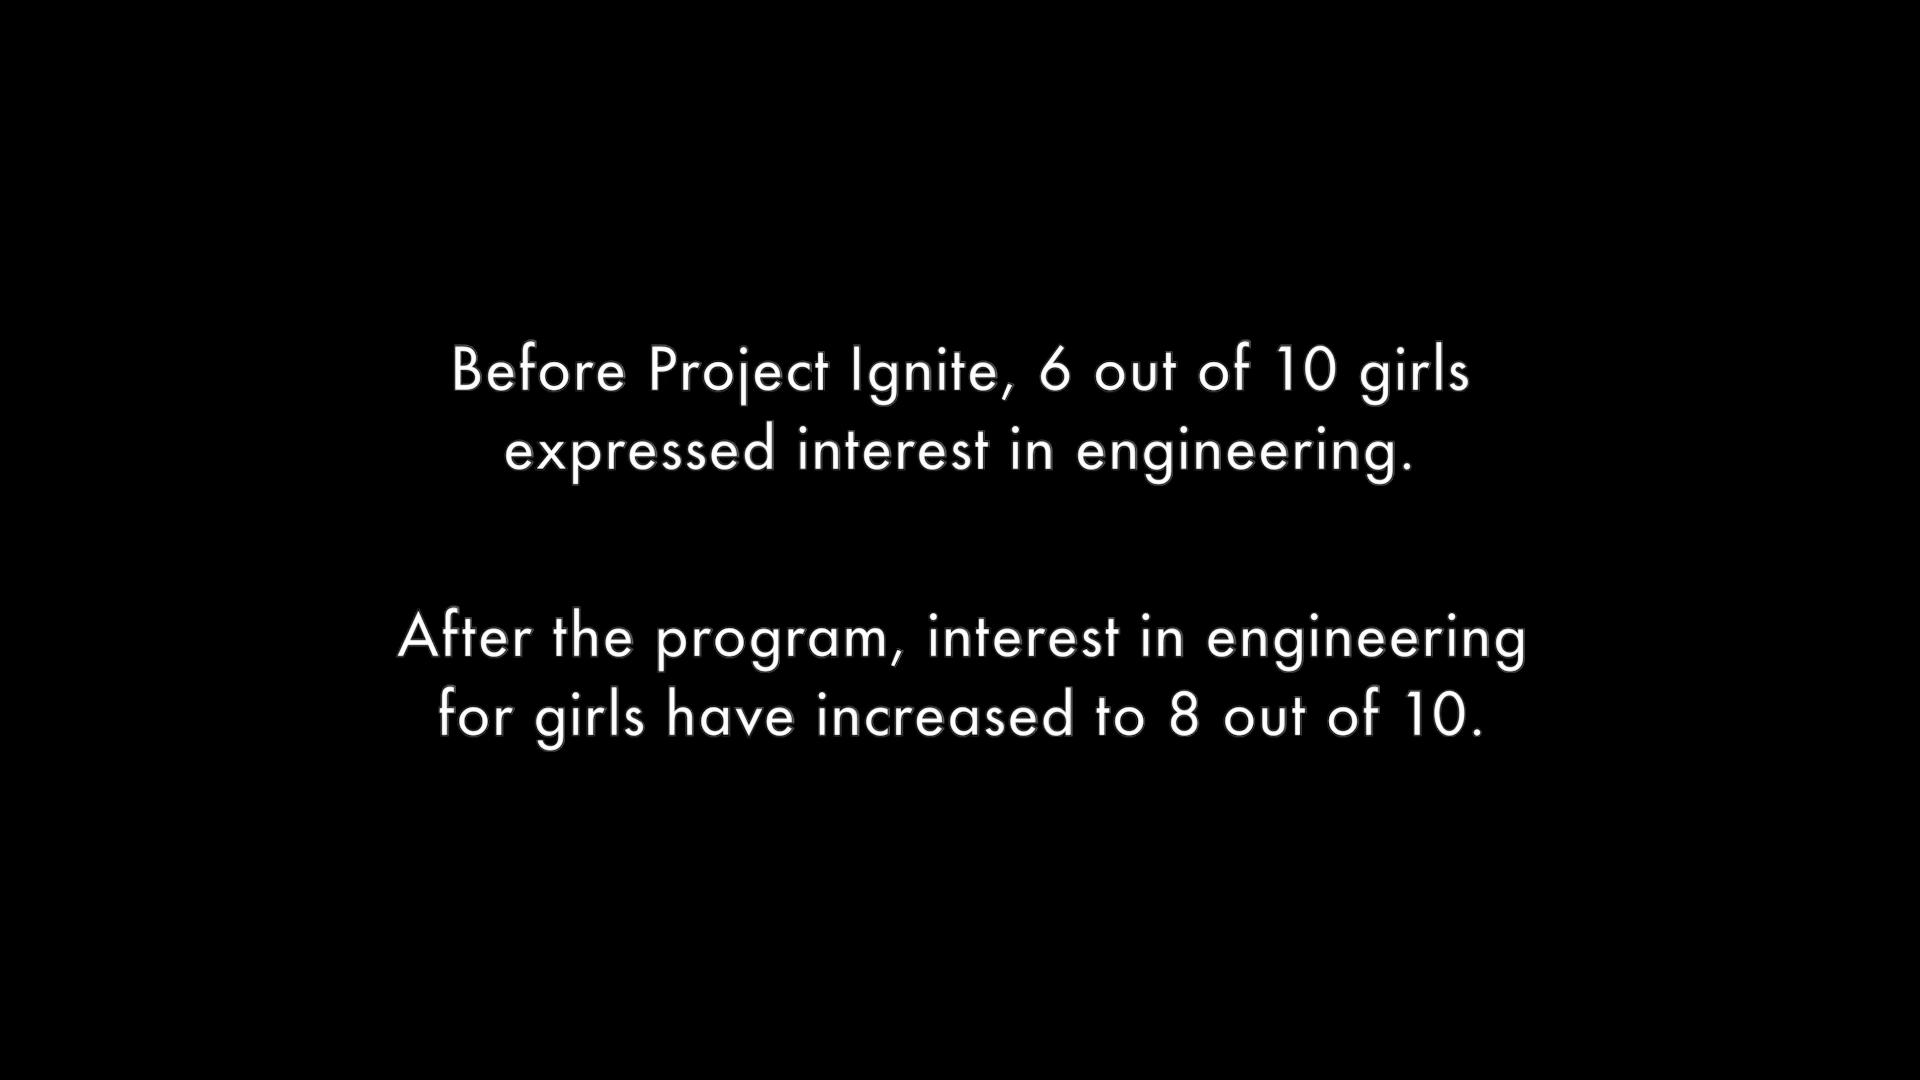 Before Project Ignite, 6 out of 10 girls
expressed interest in engineering.
After the program, interest in engineering
for girls have increased to 8 out of 10.